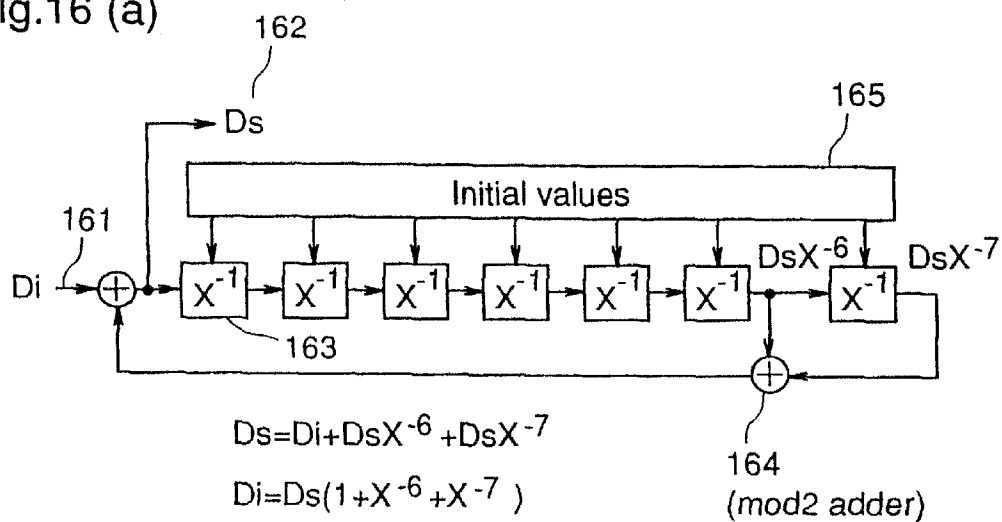 ig.16 (a)
162
Ds
165
Initial values
161
DsX⁻⁶ DsX⁻⁷
Di + X⁻¹ X⁻¹ X⁻¹ X⁻¹ X⁻¹ X⁻¹ X⁻¹
163
+
Ds=Di+DsX⁻⁶+DsX⁻⁷
164
Di=Ds(1+X⁻⁶+X⁻⁷)
(mod2 adder)